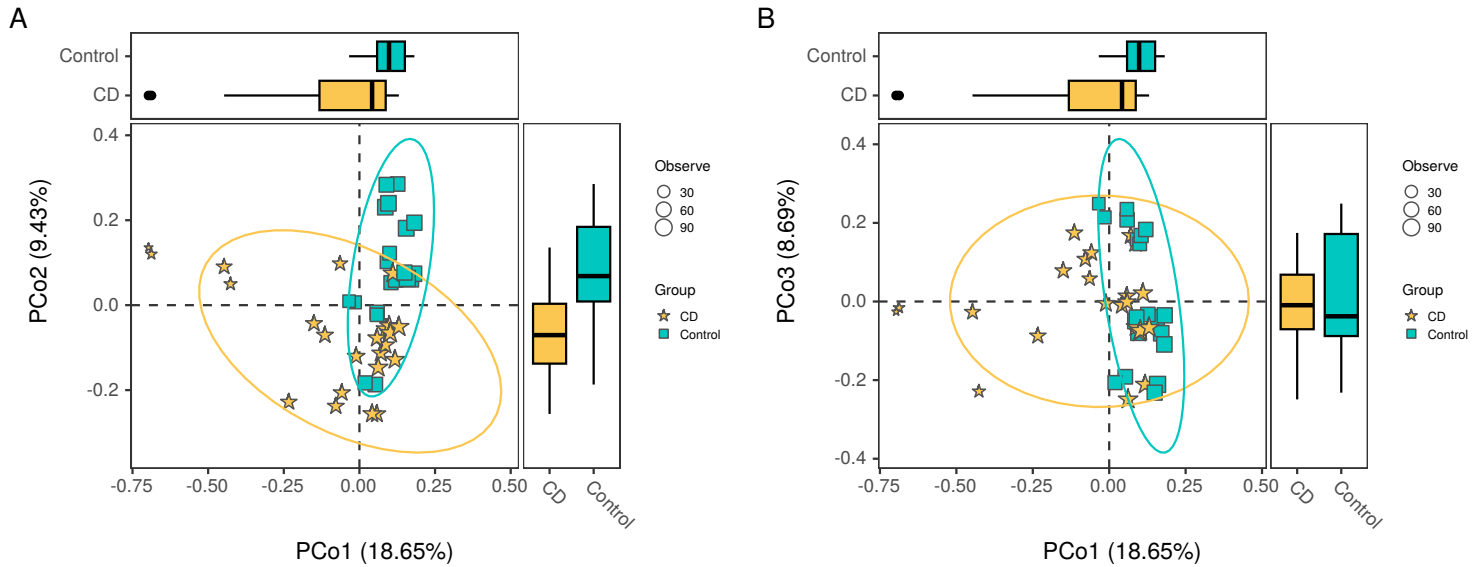 A
Control
CD
0.4
0.2
0.0
-0.2
PCo2 (9.43%)
-0.75
-0.50
-0.25
0.00
0.25
0.50
PCo1 (18.65%)
CD
Control
Observe
30
60
90
Group
CD
Control
B
Control
CD
0.4
0.2
0.0
-0.2
-0.4
PCo3 (8.69%)
-0.75
-0.50
-0.25
0.00
0.25
0.50
PCo1 (18.65%)
CD
Control
Observe
30
60
90
Group
CD
Control